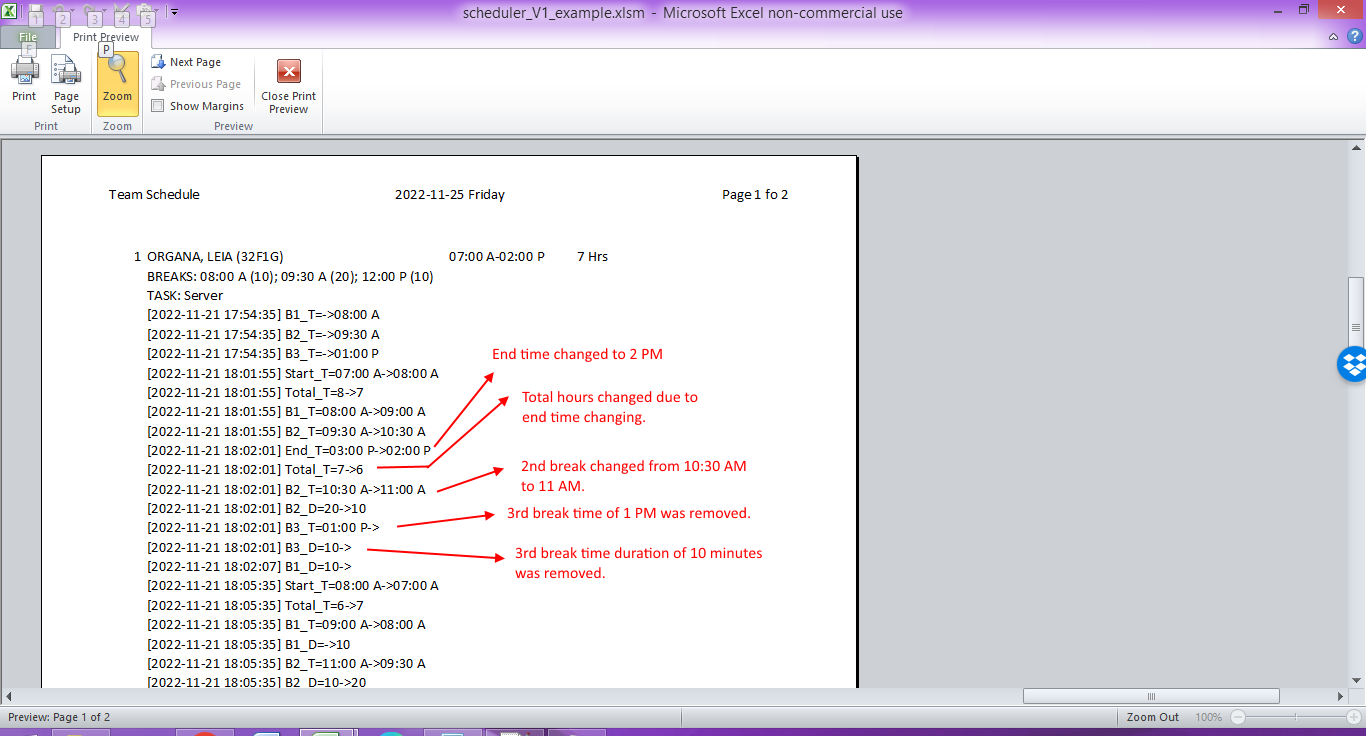 scheduler_V1_example.xlsm - Microsoft Excel non-commercial use
1 2 3 4 5
File Print Preview
F P
Print
Page Setup
Zoom
Next Page
Previous Page
Show Margins
Close Print Preview
Print Zoom Preview
Team Schedule 2022-11-25 Friday Page 1 fo 2
1 ORGANA, LEIA (32F1G) 07:00 A-02:00 P 7 Hrs
BREAKS: 08:00 A (10); 09:30 A (20); 12:00 P (10)
TASK: Server
[2022-11-21 17:54:35] B1_T=->08:00 A
[2022-11-21 17:54:35] B2_T=->09:30 A
[2022-11-21 17:54:35] B3_T=->01:00 P
End time changed to 2 PM
[2022-11-21 18:01:55] Start_T=07:00 A->08:00 A
[2022-11-21 18:01:55] Total_T=8->7
Total hours changed due to
end time changing.
[2022-11-21 18:01:55] B1_T=08:00 A->09:00 A
[2022-11-21 18:01:55] B2_T=09:30 A->10:30 A
[2022-11-21 18:02:01] End_T=03:00 P->02:00 P
[2022-11-21 18:02:01] Total_T=7->6
2nd break changed from 10:30 AM
to 11 AM.
[2022-11-21 18:02:01] B2_T=10:30 A->11:00 A
[2022-11-21 18:02:01] B2_D=20->10
3rd break time of 1 PM was removed.
[2022-11-21 18:02:01] B3_T=01:00 P->
[2022-11-21 18:02:01] B3_D=10->
3rd break time duration of 10 minutes
was removed.
[2022-11-21 18:02:07] B1_D=10->
[2022-11-21 18:05:35] Start_T=08:00 A->07:00 A
[2022-11-21 18:05:35] Total_T=6->7
[2022-11-21 18:05:35] B1_T=09:00 A->08:00 A
[2022-11-21 18:05:35] B1_D=->10
[2022-11-21 18:05:35] B2_T=11:00 A->09:30 A
[2022-11-21 18:05:35] B2_D=10->20
Preview: Page 1 of 2 Zoom Out 100%